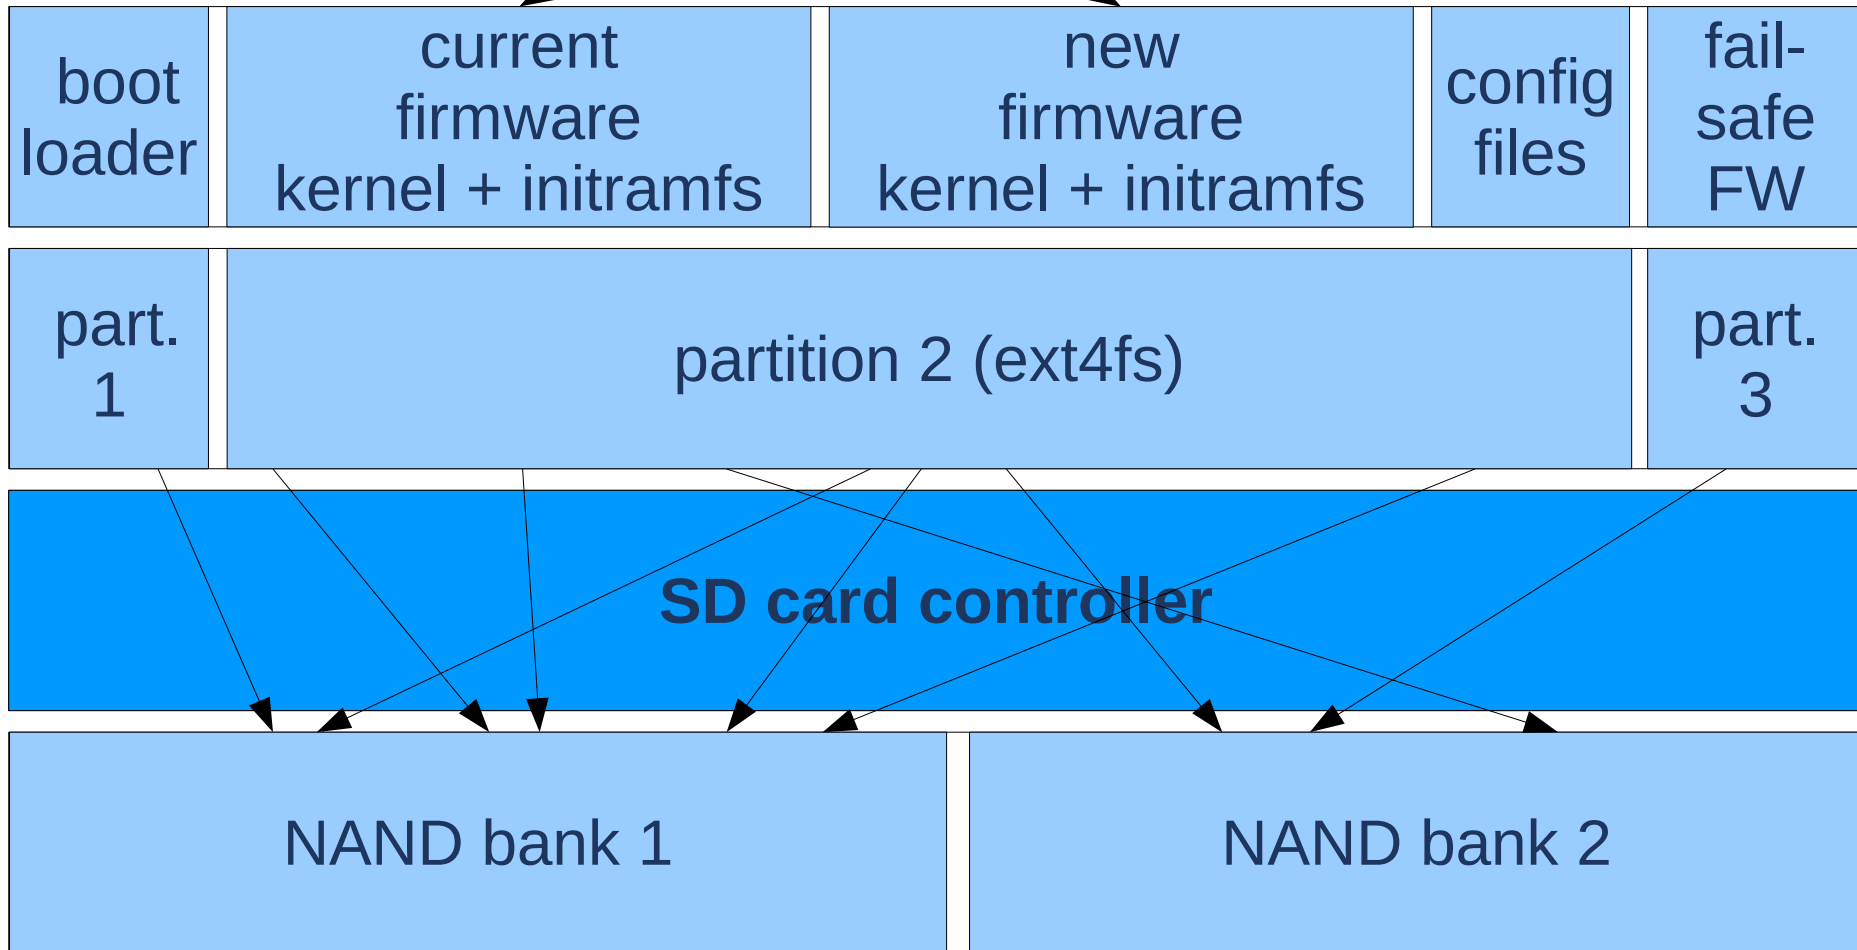 boot
loader
current
firmware
kernel + initramfs
new
firmware
kernel + initramfs
config
files
fail-
safe
FW
part.
1
partition 2 (ext4fs)
part.
3
SD card controller
NAND bank 1
NAND bank 2